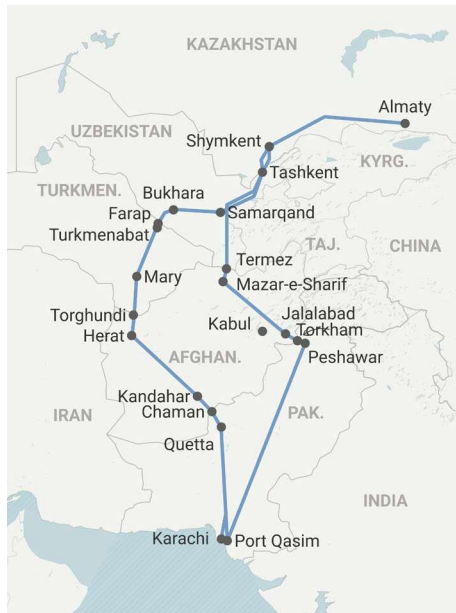 KAZAKHSTAN
Almaty
Shymkent
UZBEKISTAN
KYRG.
Tashkent
TURKMEN.
Bukhara
Farap
Samarqand
Turkmenabat
TAJ.
CHINA
Termez
Mary
Mazar-e-Sharif
Torghundi
Jalalabad
Kabul
Torkham
Herat
AFGHAN.
Peshawar
Kandahar
Chaman
IRAN
PAK.
Quetta
INDIA
Karachi
Port Qasim